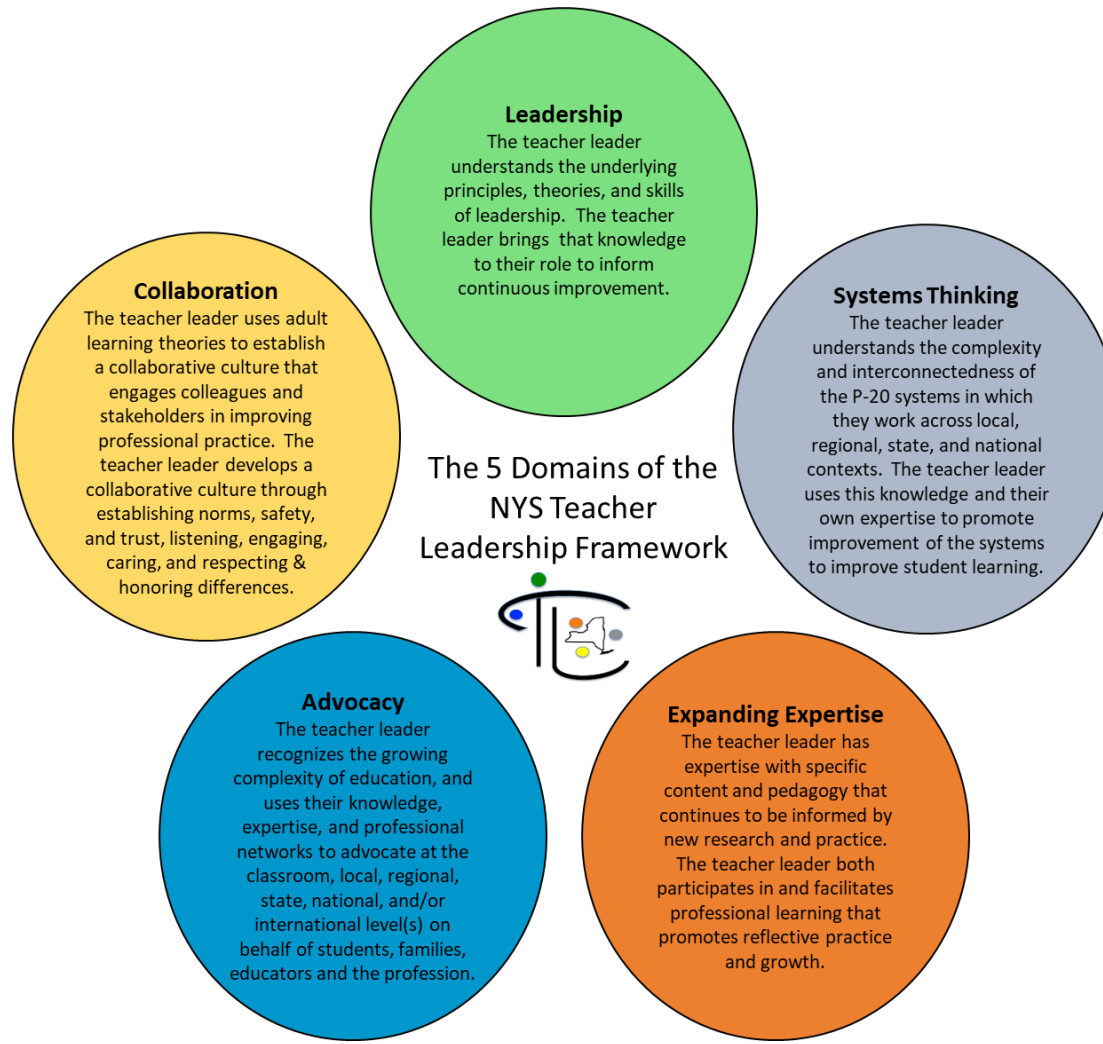 Leadership
The teacher leader
understands the underlying
principles, theories, and skills
of leadership. The teacher
leader brings that knowledge
to their role to inform
continuous improvement.
Collaboration
The teacher leader uses adult
learning theories to establish
a collaborative culture that
engages colleagues and
stakeholders in improving
professional practice. The
teacher leader develops a
collaborative culture through
establishing norms, safety,
and trust, listening, engaging,
caring, and respecting &
honoring differences.
Systems Thinking
The teacher leader
understands the complexity
and interconnectedness of
the P-20 systems in which
they work across local,
regional, state, and national
contexts. The teacher leader
uses this knowledge and their
own expertise to promote
improvement of the systems
to improve student learning.
The 5 Domains of the
NYS Teacher
Leadership Framework
Advocacy
The teacher leader
recognizes the growing
complexity of education, and
uses their knowledge,
expertise, and professional
networks to advocate at the
classroom, local, regional,
state, national, and/or
international level(s) on
behalf of students, families,
educators and the profession.
Expanding Expertise
The teacher leader has
expertise with specific
content and pedagogy that
continues to be informed by
new research and practice.
The teacher leader both
participates in and facilitates
professional learning that
promotes reflective practice
and growth.